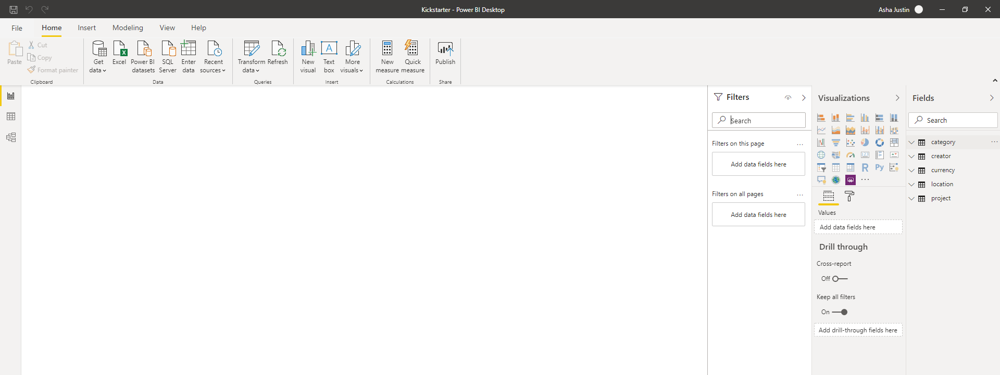 Kickstarter - Power BI Desktop
Asha Justin
File Home Insert Modeling View Help
Paste
Cut
Copy
Format painter
Clipboard
Get data
Excel
Power BI datasets
SQL Server
Enter data
Recent sources
Data
Transform data
Refresh
Queries
New visual
Text box
More visuals
Insert
New measure
Quick measure
Calculations
Publish
Share
Filters
Search
Filters on this page ...
Add data fields here
Filters on all pages ...
Add data fields here
Visualizations
123
R
Py
...
Values
Add data fields here
Drill through
Cross-report
Off
Keep all filters
On
Add drill-through fields here
Fields
Search
category ...
creator
currency
location
project